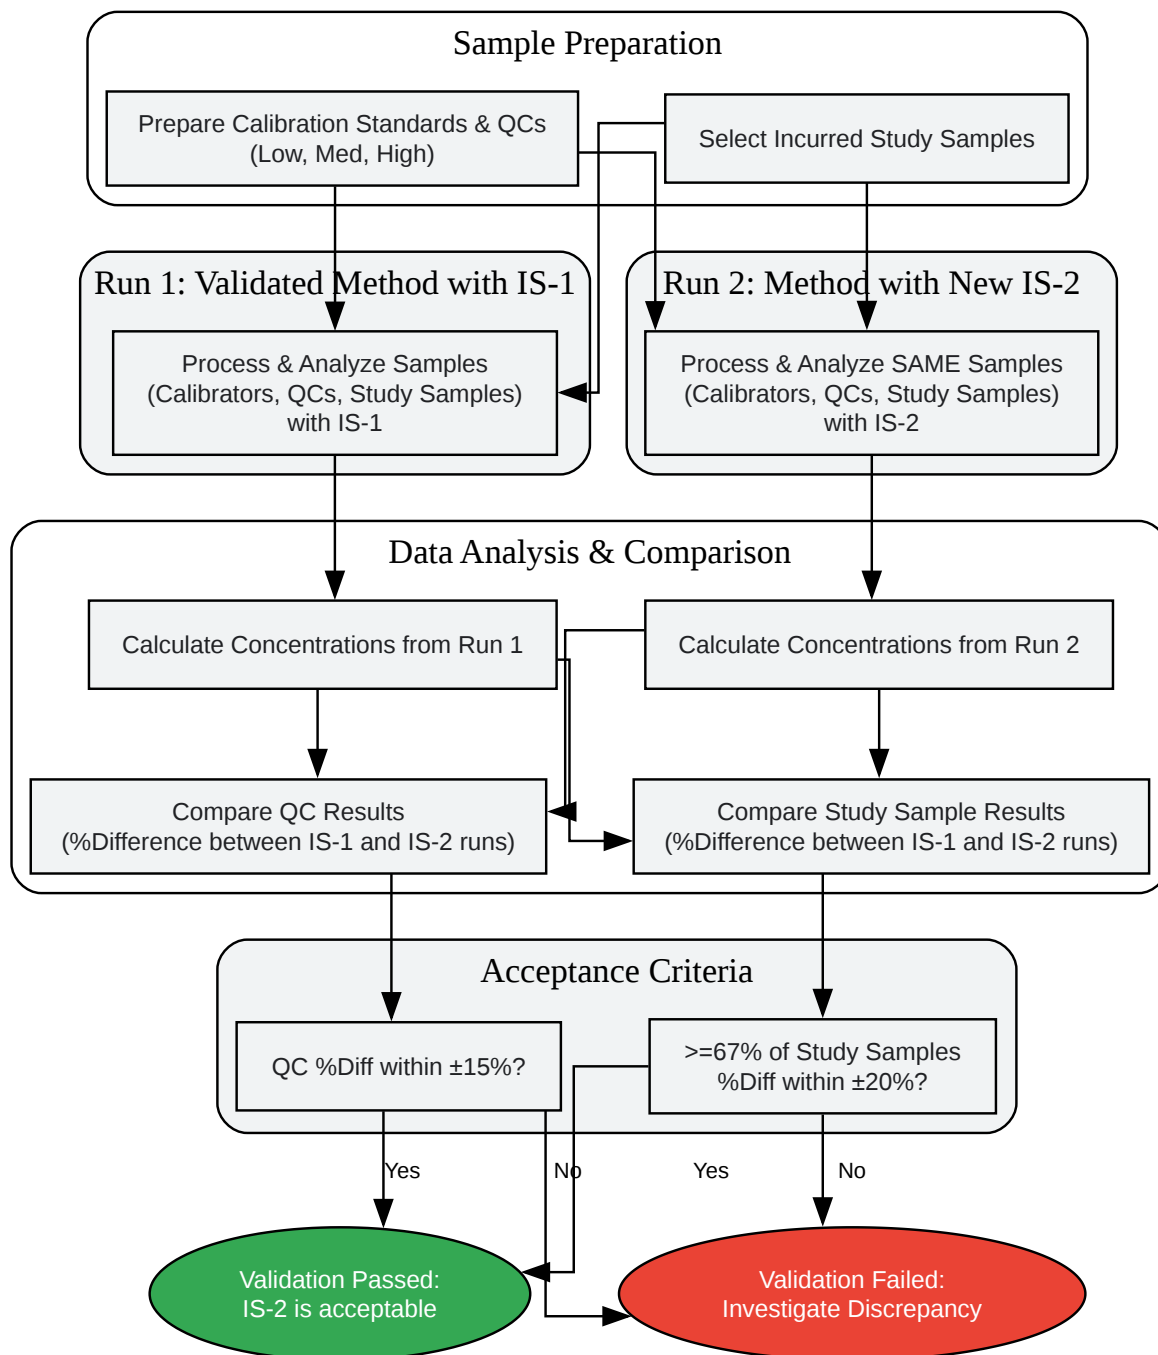 Sample Preparation
Prepare Calibration Standards & QCs
(Low, Med, High)
Select Incurred Study Samples
Run 1: Validated Method with IS-1
Run 2: Method with New IS-2
Process & Analyze Samples
(Calibrators, QCs, Study Samples)
with IS-1
Process & Analyze SAME Samples
(Calibrators, QCs, Study Samples)
with IS-2
Data Analysis & Comparison
Calculate Concentrations from Run 1
Calculate Concentrations from Run 2
Compare QC Results
(%Difference between IS-1 and IS-2 runs)
Compare Study Sample Results
(%Difference between IS-1 and IS-2 runs)
Acceptance Criteria
QC %Diff within ±15%?
>=67% of Study Samples
%Diff within ±20%?
Yes
No
Yes
No
Validation Passed:
IS-2 is acceptable
Validation Failed:
Investigate Discrepancy